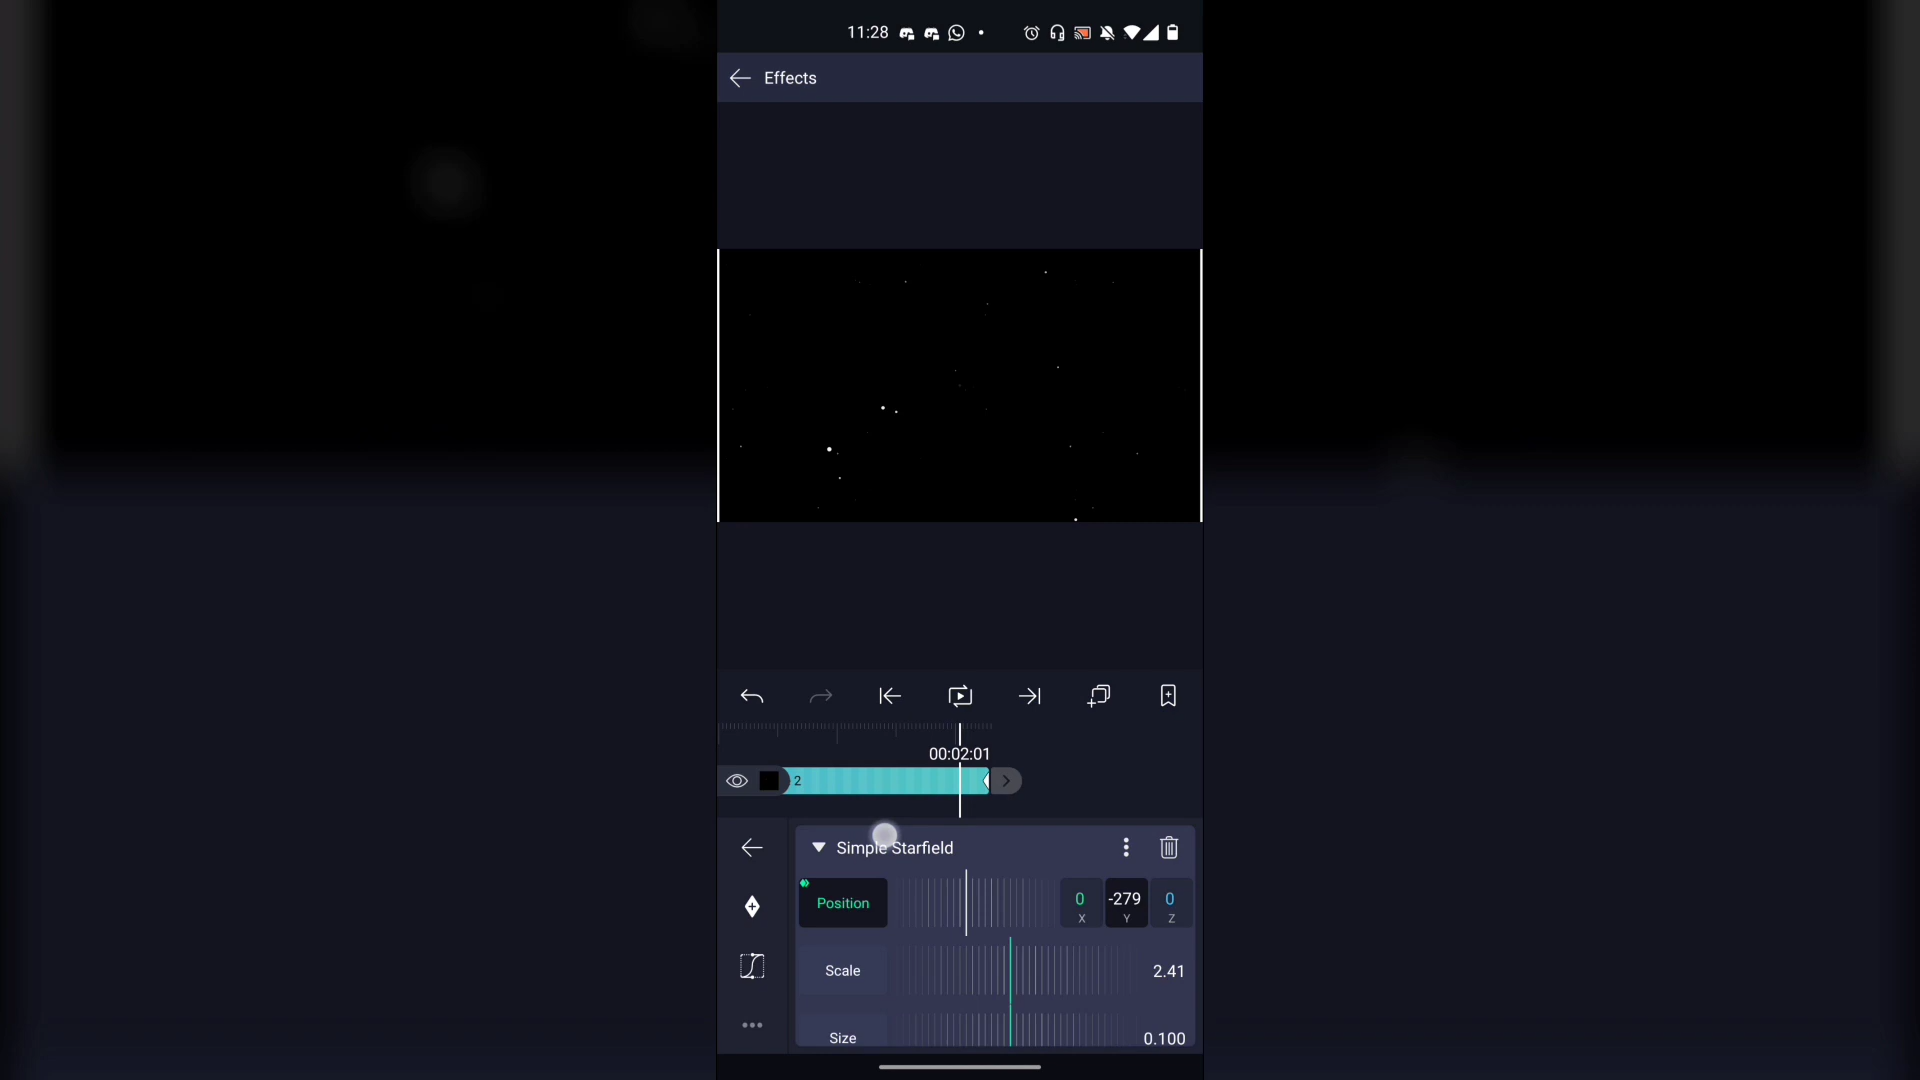 11:28
Effects
00:02:01
2
Simple Starfield
Position 0 -279 0
X Y Z
Scale 2.41
Size 0.100